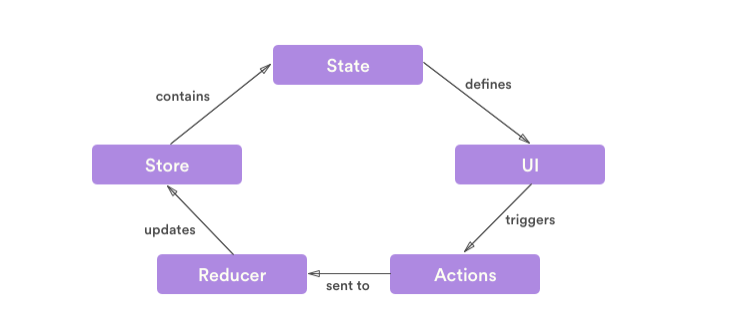 State
defines
contains
Store
UI
triggers
updates
Reducer
Actions
sent to